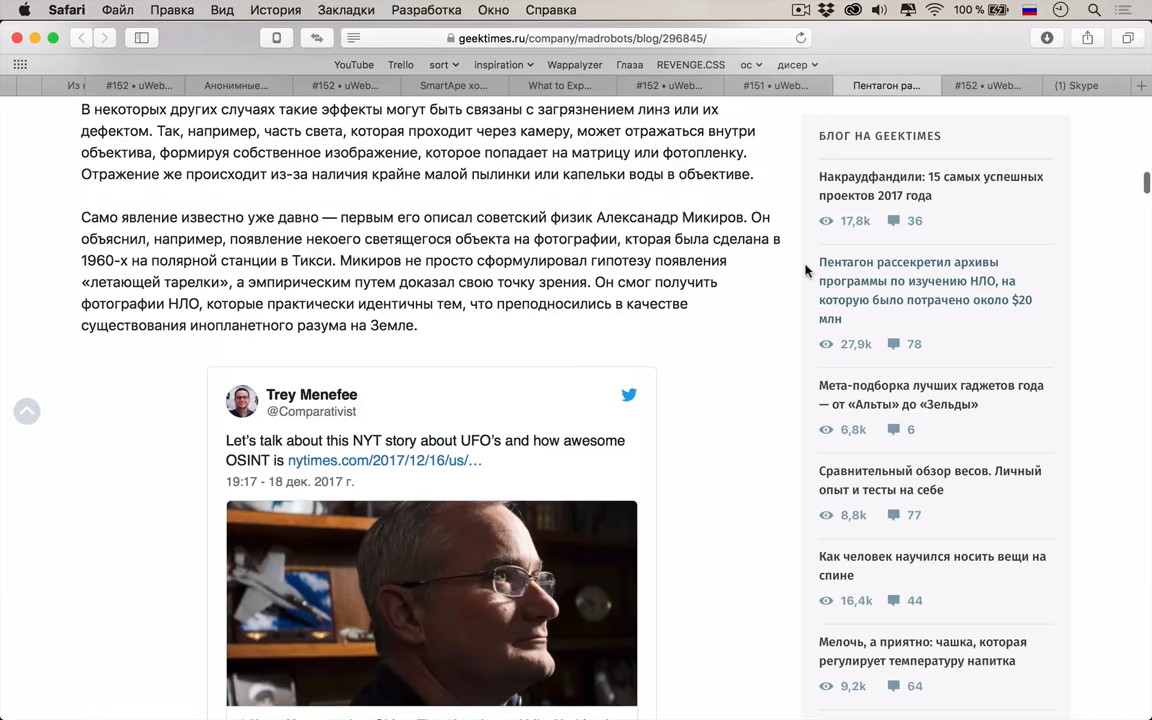 Safari Файл Правка Вид История Закладки Разработка Окно Справка 100 %
geektimes.ru/company/madrobots/blog/296845/
YouTube Trello sort inspiration Wappalyzer Глаза REVENGE.CSS ос дисер
Из #152 • uWeb... Анонимные... #152 • uWeb... SmartApe хо... What to Exp... #152 • uWeb... #151 • uWeb... Пентагон ра... #152 • uWeb... (1) Skype
В некоторых других случаях такие эффекты могут быть связаны с загрязнением линз или их
дефектом. Так, например, часть света, которая проходит через камеру, может отражаться внутри
объектива, формируя собственное изображение, которое попадает на матрицу или фотопленку.
Отражение же происходит из-за наличия крайне малой пылинки или капельки воды в объективе.
Само явление известно уже давно — первым его описал советский физик Александр Микиров. Он
объяснил, например, появление некоего светящегося объекта на фотографии, кторая была сделана в
1960-х на полярной станции в Тикси. Микиров не просто сформулировал гипотезу появления
«летающей тарелки», а эмпирическим путем доказал свою точку зрения. Он смог получить
фотографии НЛО, которые практически идентичны тем, что преподносились в качестве
существования инопланетного разума на Земле.
Trey Menefee
@Comparativist
Let's talk about this NYT story about UFO's and how awesome
OSINT is nytimes.com/2017/12/16/us/…
19:17 - 18 дек. 2017 г.
БЛОГ НА GEEKTIMES
Накраудфандили: 15 самых успешных
проектов 2017 года
17,8k 36
Пентагон рассекретил архивы
программы по изучению НЛО, на
которую было потрачено около $20
млн
27,9k 78
Мета-подборка лучших гаджетов года
— от «Альты» до «Зельды»
6,8k 6
Сравнительный обзор весов. Личный
опыт и тесты на себе
8,8k 77
Как человек научился носить вещи на
спине
16,4k 44
Мелочь, а приятно: чашка, которая
регулирует температуру напитка
9,2k 64